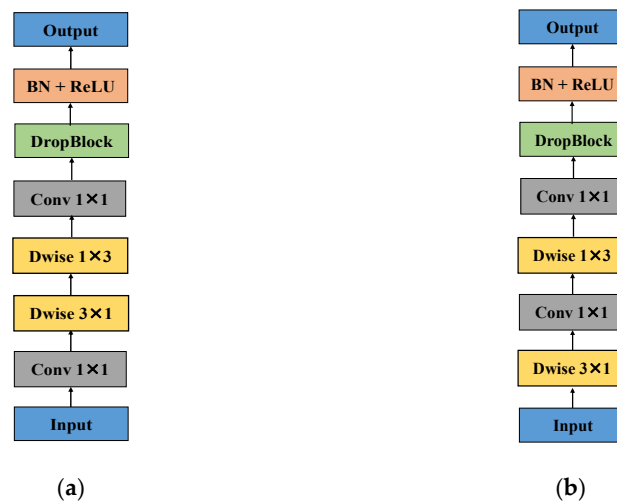 Output
BN + ReLU
DropBlock
Conv 1×1
Dwise 1×3
Dwise 3×1
Conv 1×1
Input
(a)
Output
BN + ReLU
DropBlock
Conv 1×1
Dwise 1×3
Conv 1×1
Dwise 3×1
Input
(b)